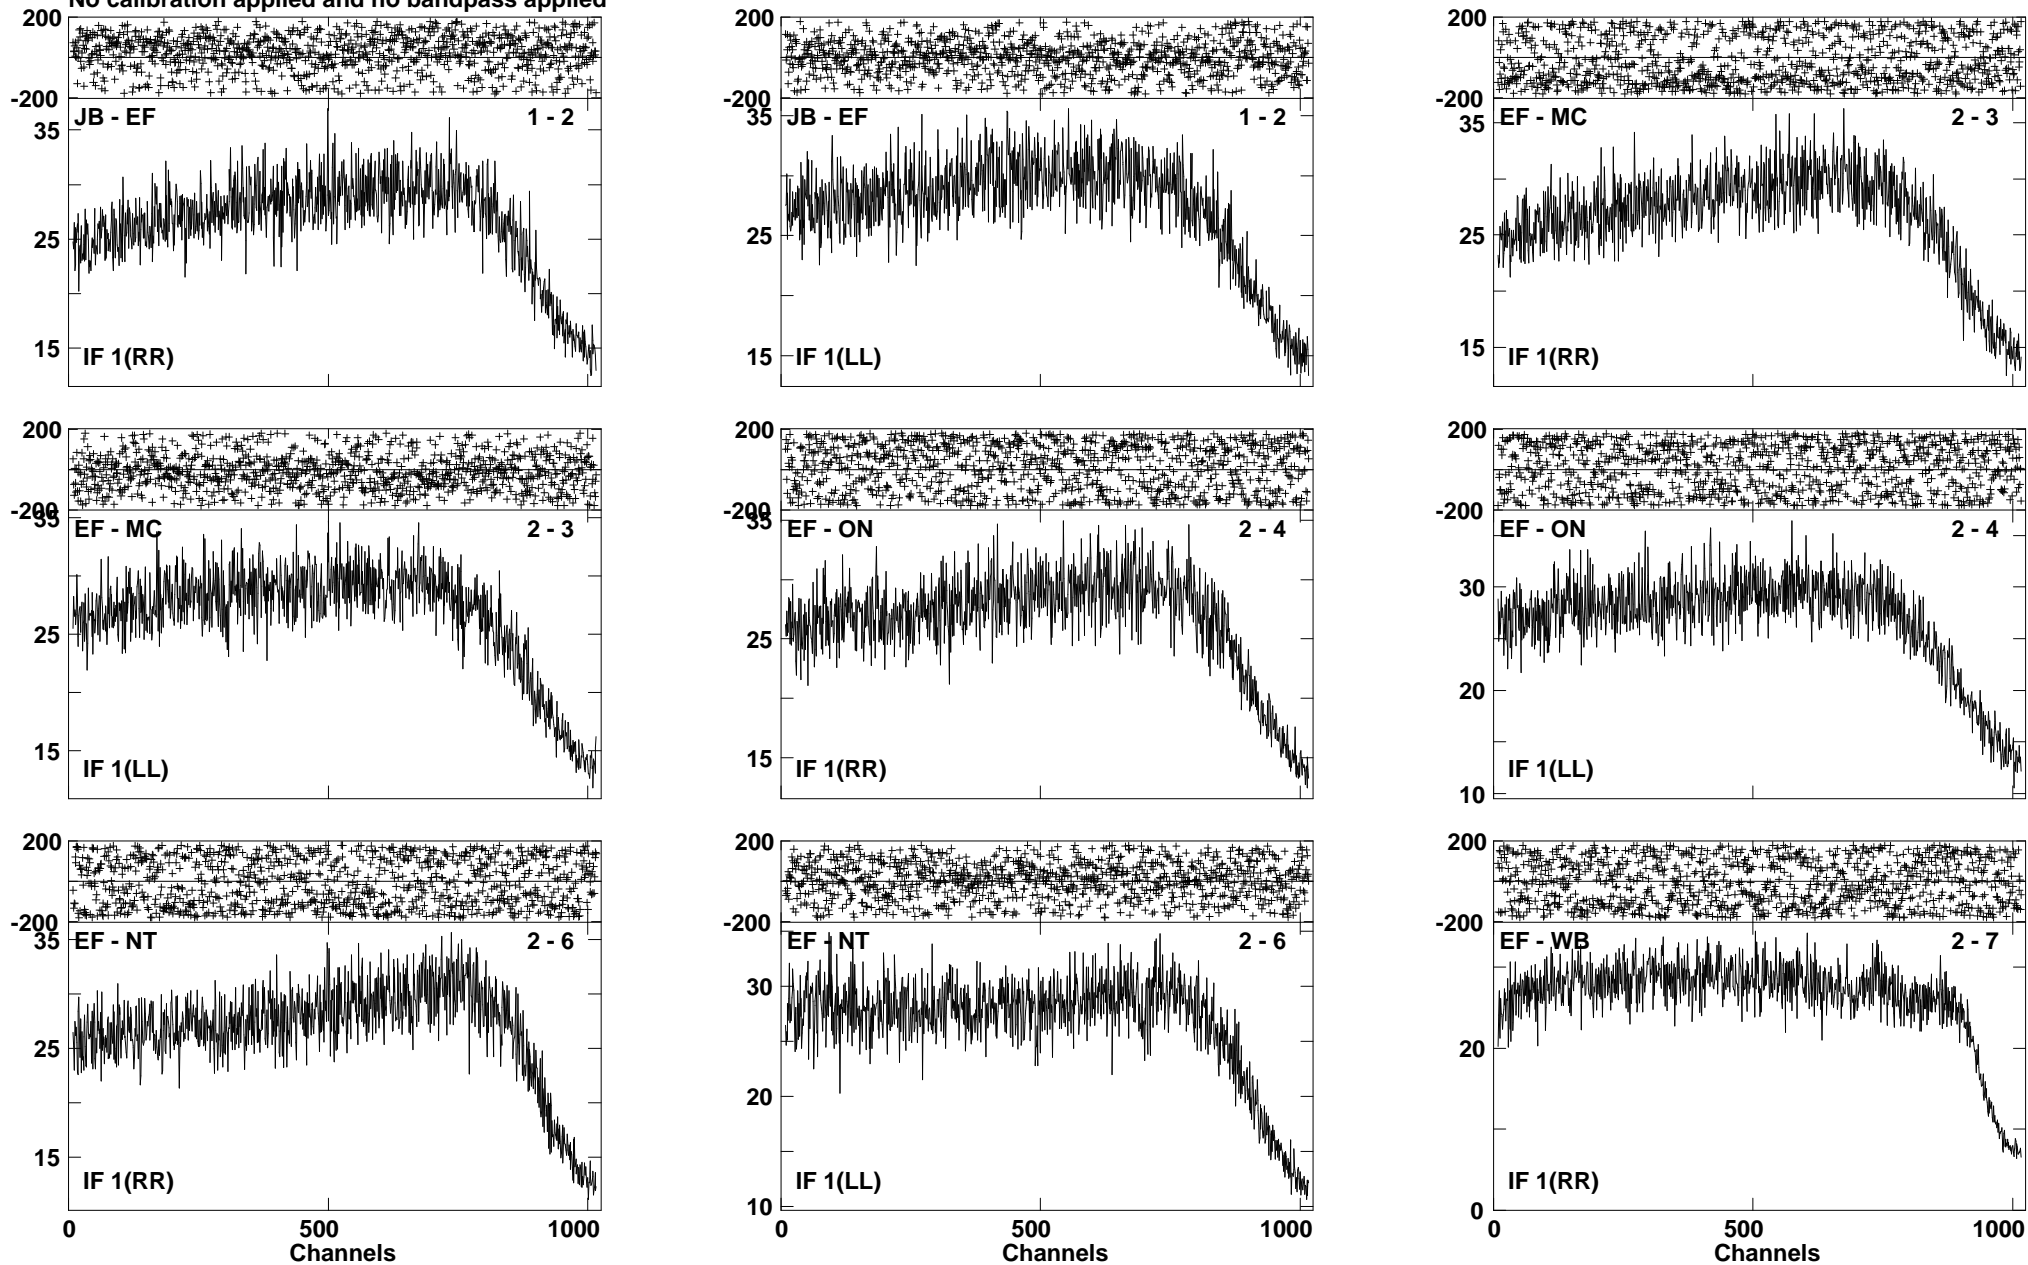 No calibration applied and no bandpass applied
200 200 200
-200 -200 -200
JB - EF 1 - 2 JB - EF 1 - 2 EF - MC 2 - 3
35 35 35
25 25 25
15 15 15
IF 1(RR) IF 1(LL) IF 1(RR)
200 200 200
-200 -200 -200
35 35
EF - MC 2 - 3 EF - ON 2 - 4 EF - ON 2 - 4
30
25 25
20
15 15
IF 1(LL) IF 1(RR) IF 1(LL)
10
200 200 200
-200 -200 -200
EF - NT 2 - 6 EF - NT 2 - 6 EF - WB 2 - 7
35
30
25 20
20
15
IF 1(RR) IF 1(LL) IF 1(RR)
10 0
0 500 1000 0 500 1000 0 500 1000
Channels Channels Channels